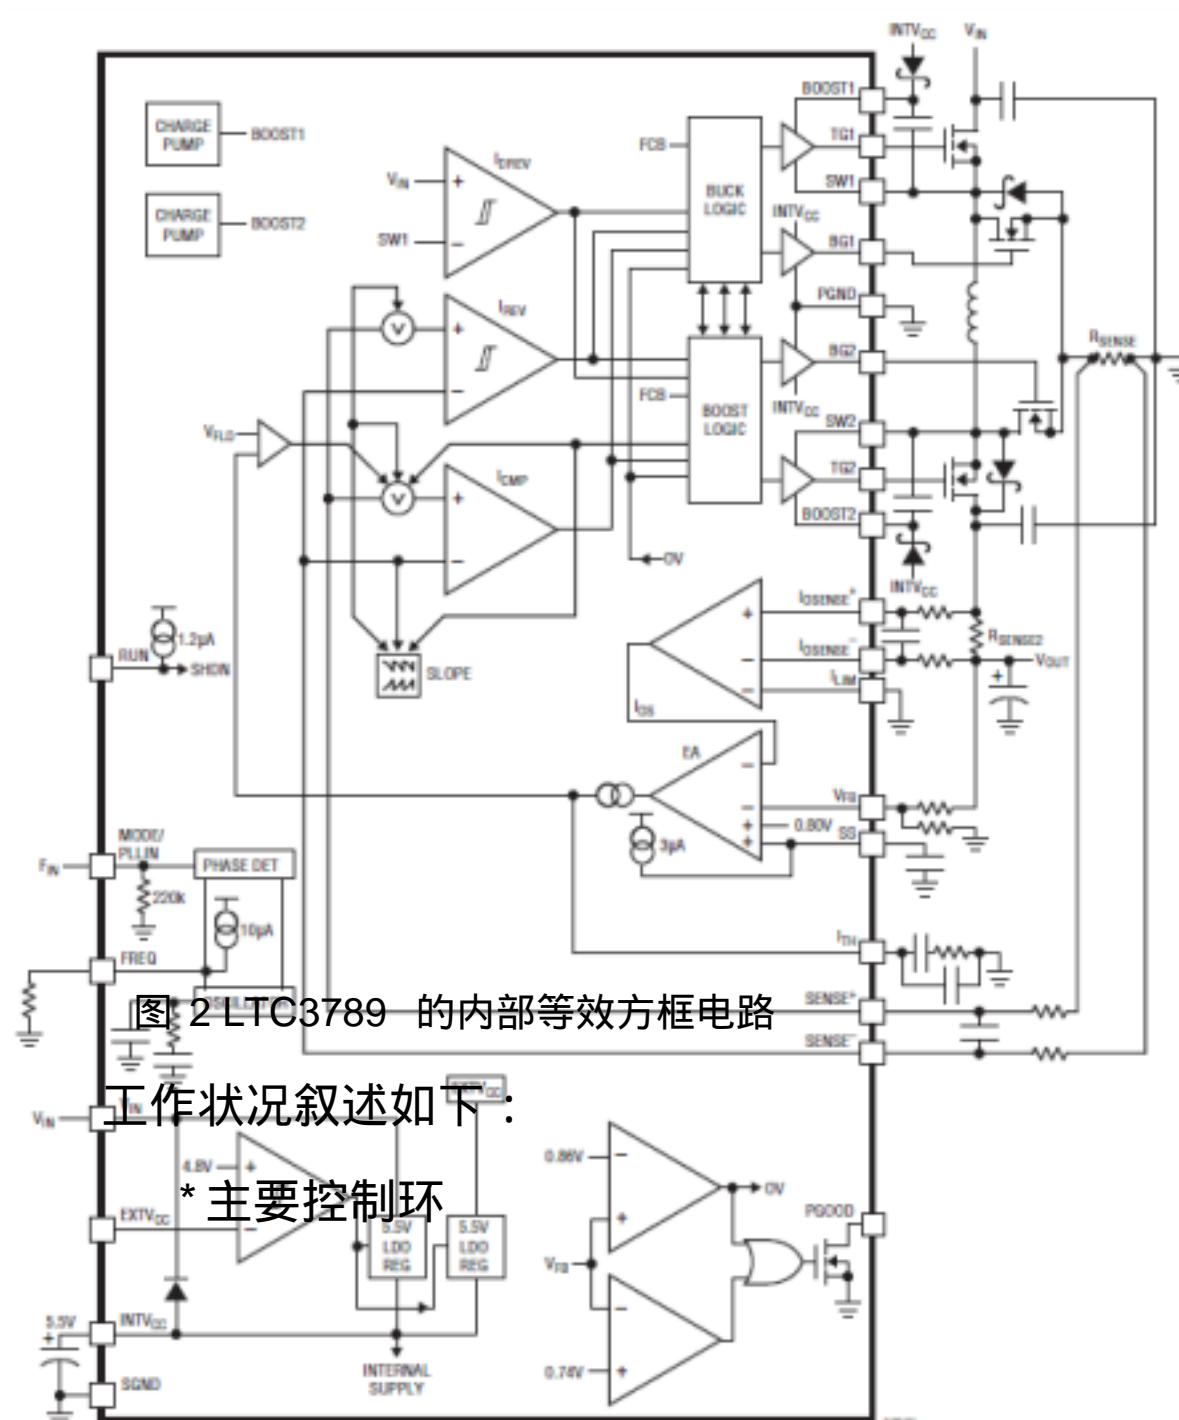 INTVCC
VIN
BOOST1
CHARGE
PUMP
BOOST1
FCB
TG1
IDREV
VIN
BUCK
LOGIC
SW1
CHARGE
PUMP
BOOST2
INTVCC
SW1
BG1
PGND
IREV
RSENSE
BG2
FCB
BOOST
LOGIC
INTVCC
SW2
VFLD
TG2
ICMP
BOOST2
OV
INTVCC
IOSENSE+
1.2µA
RSENSE2
RUN
SHDN
IOSENSE−
VOUT
SLOPE
ILIM
IOS
EA
VFB
0.80V
SS
MODE/
PLLIN
3µA
FIN
PHASE DET
220k
10µA
ITH
FREQ
OSCILLATOR
SENSE+
图 2 LTC3789 的内部等效方框电路
SENSE−
EXTVCC
工作状况叙述如下：
VIN
VIN
4.8V
0.86V
OV
* 主要控制环
EXTVCC
PGOOD
5.5V
LDO
REG
5.5V
LDO
REG
VFB
5.5V
INTVCC
INTERNAL
SUPPLY
0.74V
SGND